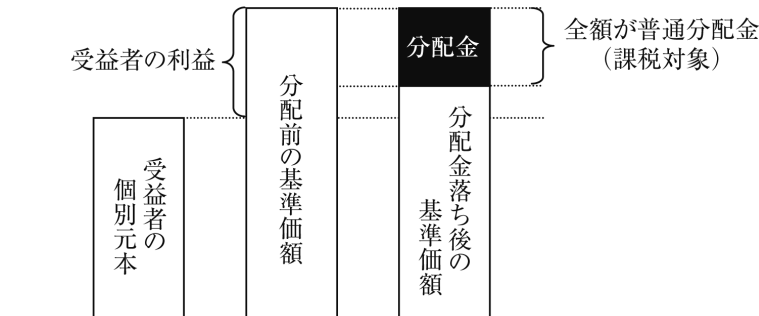 受益者の利益
分配金
全額が普通分配金
（課税対象）
受益者の
個別元本
分配前の基準価額
分配金落ち後の
基準価額